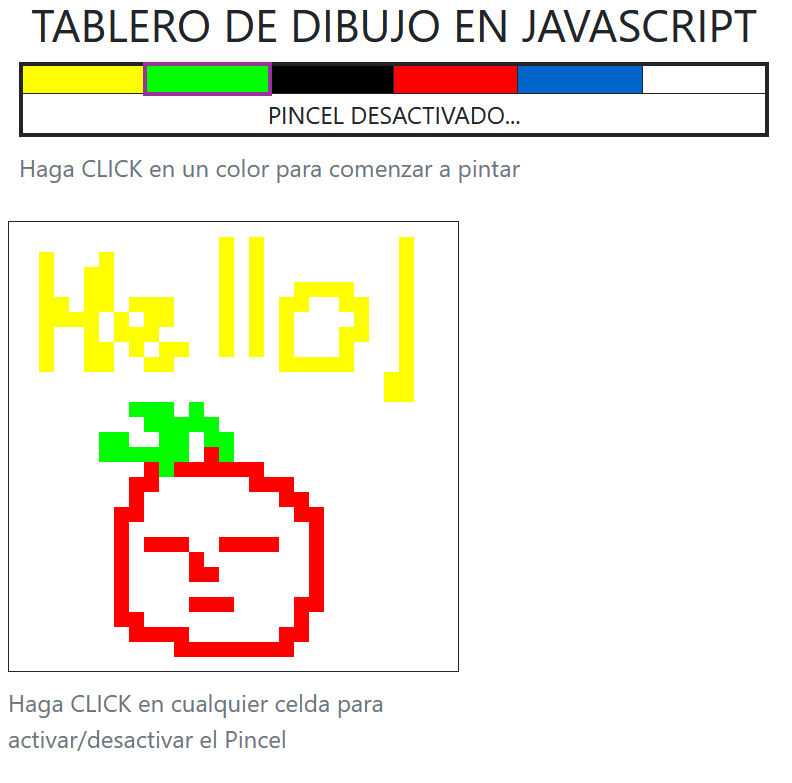 TABLERO DE DIBUJO EN JAVASCRIPT
PINCEL DESACTIVADO...
Haga CLICK en un color para comenzar a pintar
Hello
Haga CLICK en cualquier celda para
activar/desactivar el Pincel